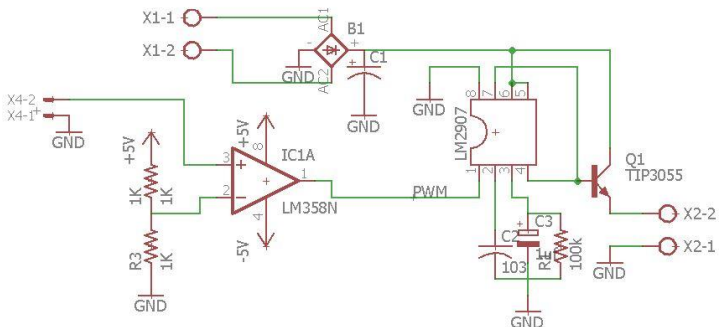 X1-1
X1-2
AC1
B1
-
+
AC2
GND
+
C1
GND
X4-2
X4-1
+
GND
+5V
1K
R3
1K
GND
3
+
2
-
+5V
8
+
4
-5V
IC1A
1
LM358N
PWM
GND
8
7
6
5
LM2907
+
1
2
3
4
Q1
TIP3055
X2-2
X2-1
GND
C2
103
+
C3
100k
GND